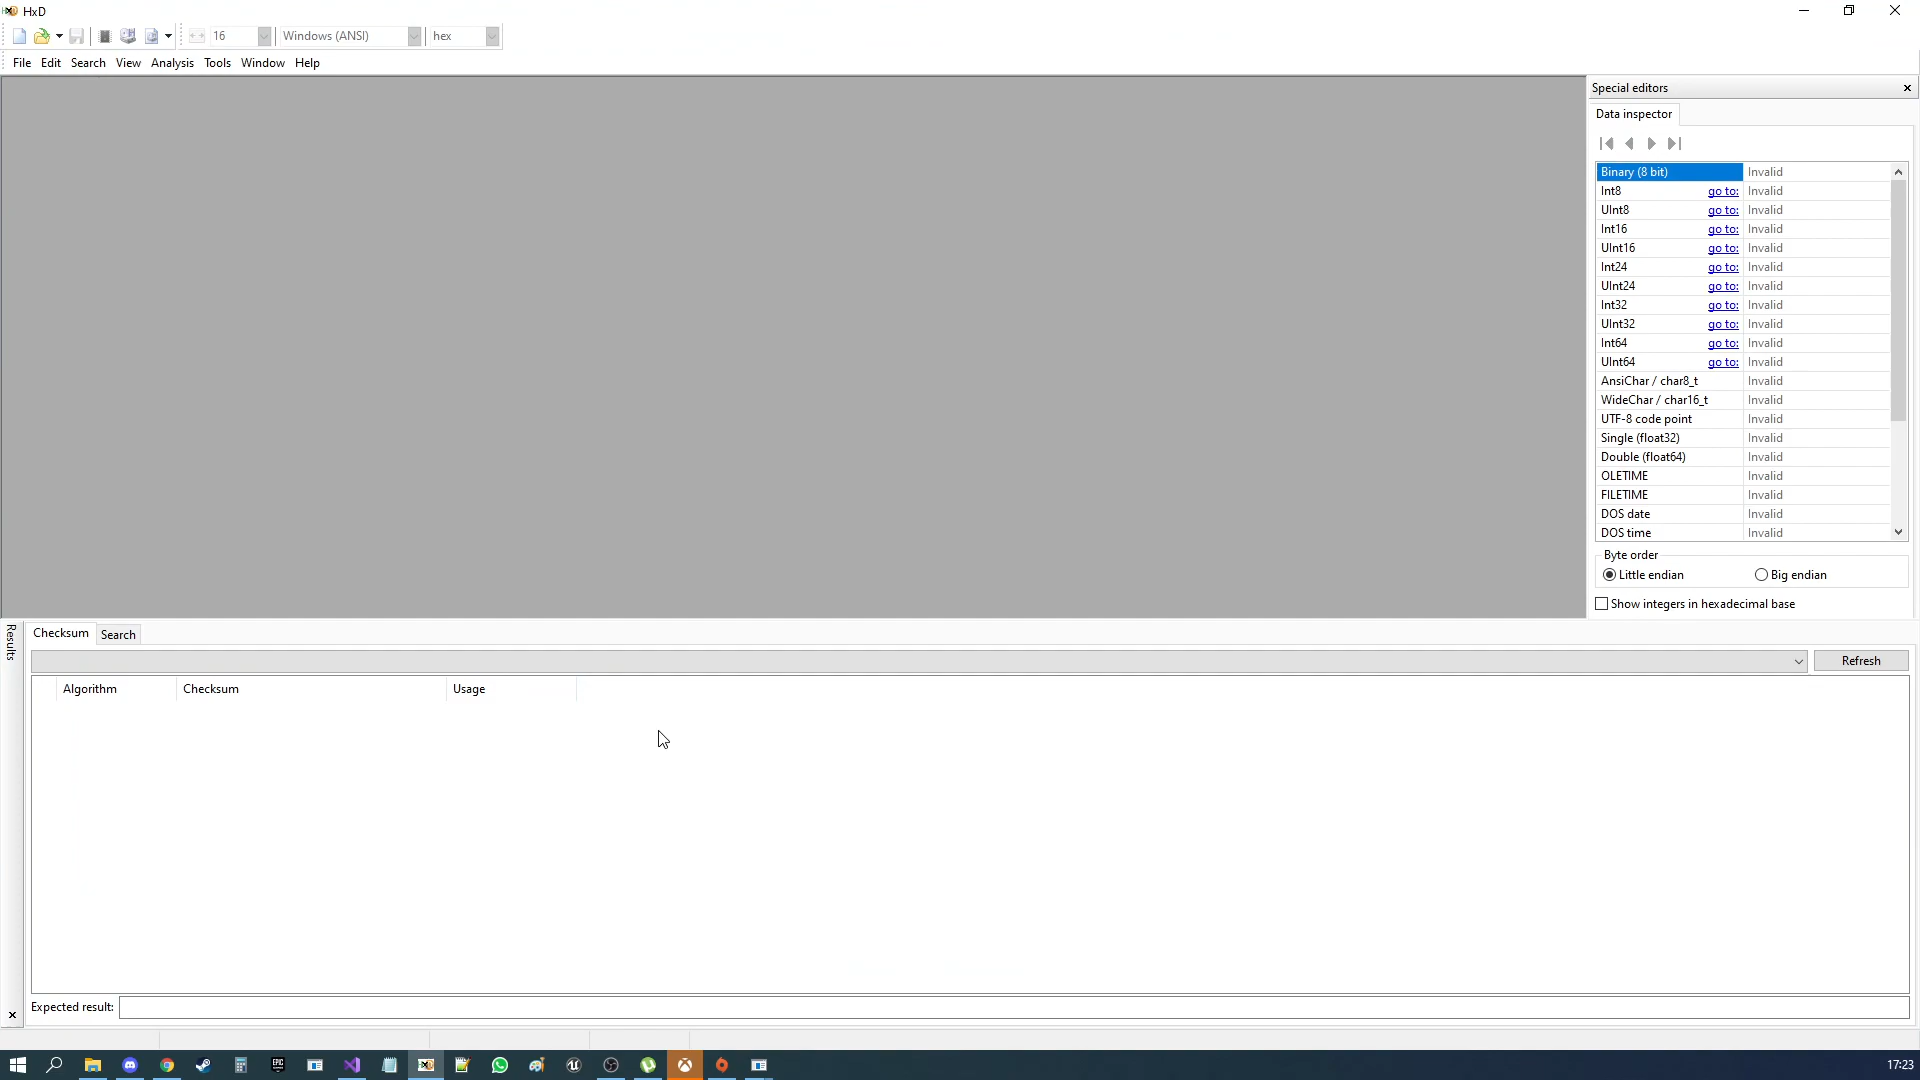 HxD
16 Windows (ANSI) hex
File Edit Search View Analysis Tools Window Help
Special editors
Data inspector
Binary (8 bit) Invalid
Int8 go to: Invalid
UInt8 go to: Invalid
Int16 go to: Invalid
UInt16 go to: Invalid
Int24 go to: Invalid
UInt24 go to: Invalid
Int32 go to: Invalid
UInt32 go to: Invalid
Int64 go to: Invalid
UInt64 go to: Invalid
AnsiChar / char8_t Invalid
WideChar / char16_t Invalid
UTF-8 code point Invalid
Single (float32) Invalid
Double (float64) Invalid
OLETIME Invalid
FILETIME Invalid
DOS date Invalid
DOS time Invalid
Byte order
Little endian Big endian
Show integers in hexadecimal base
Results
Checksum Search
Refresh
Algorithm Checksum Usage
Expected result:
EPIC
17:23